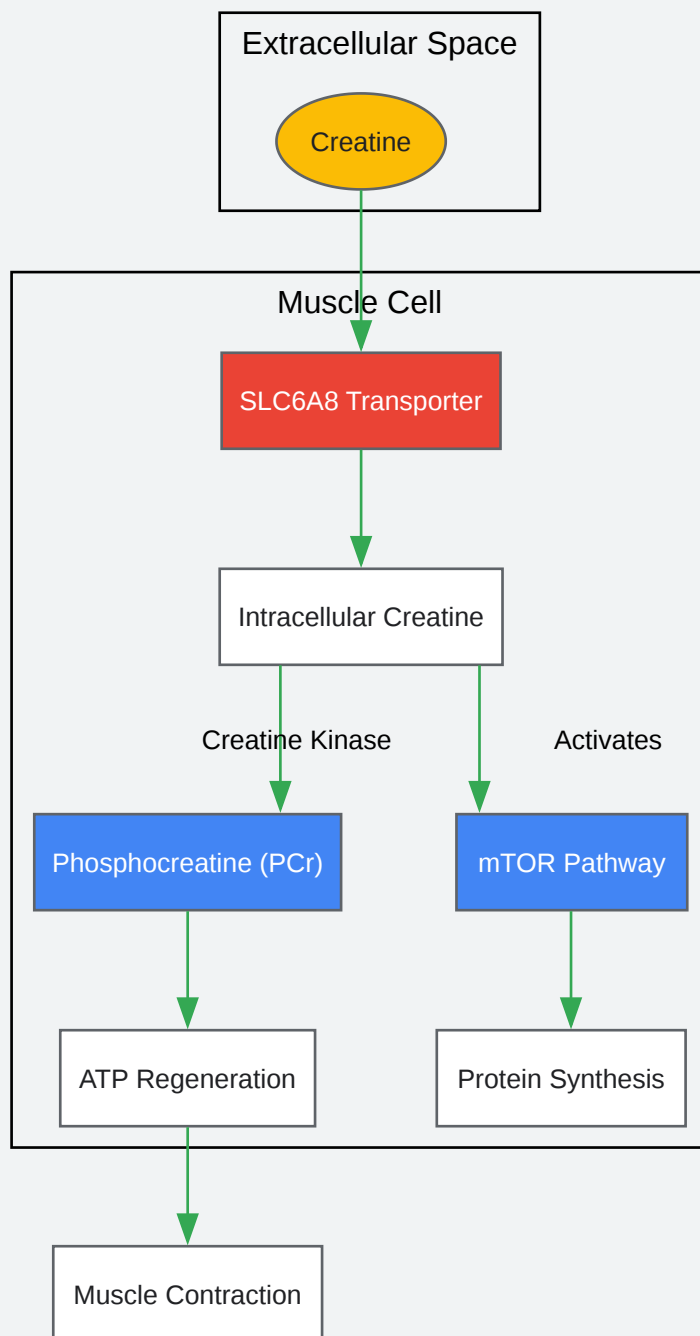 Extracellular Space
Creatine
Muscle Cell
SLC6A8 Transporter
Intracellular Creatine
Creatine Kinase
Activates
Phosphocreatine (PCr)
mTOR Pathway
ATP Regeneration
Protein Synthesis
Muscle Contraction